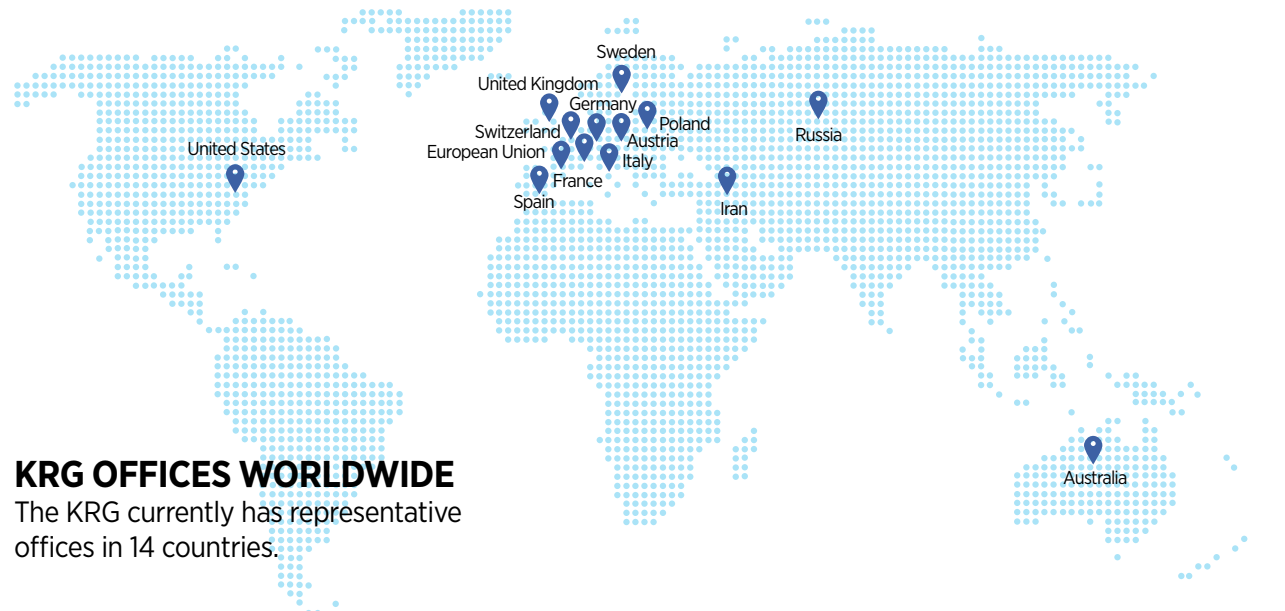 Sweden
United Kingdom
Germany
Poland
Switzerland
Austria
Russia
United States
European Union
Italy
France
Spain
Iran
KRG OFFICES WORLDWIDE
The KRG currently has representative
offices in 14 countries.
Australia